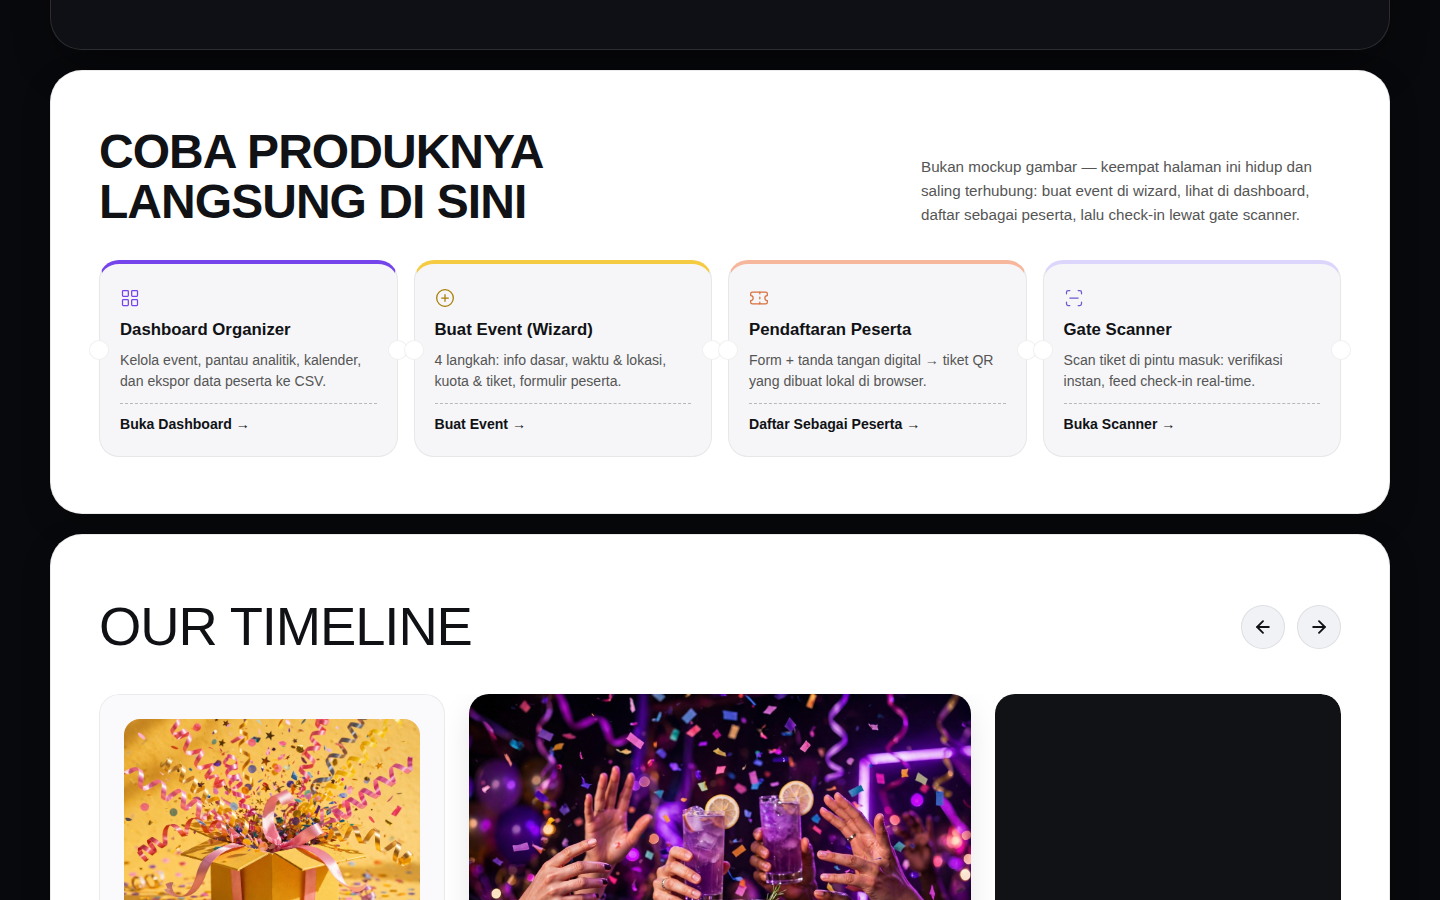 COBA PRODUKNYA
LANGSUNG DI SINI
Bukan mockup gambar — keempat halaman ini hidup dan
saling terhubung: buat event di wizard, lihat di dashboard,
daftar sebagai peserta, lalu check-in lewat gate scanner.
Dashboard Organizer
Kelola event, pantau analitik, kalender,
dan ekspor data peserta ke CSV.
Buka Dashboard →
Buat Event (Wizard)
4 langkah: info dasar, waktu & lokasi,
kuota & tiket, formulir peserta.
Buat Event →
Pendaftaran Peserta
Form + tanda tangan digital → tiket QR
yang dibuat lokal di browser.
Daftar Sebagai Peserta →
Gate Scanner
Scan tiket di pintu masuk: verifikasi
instan, feed check-in real-time.
Buka Scanner →
OUR TIMELINE